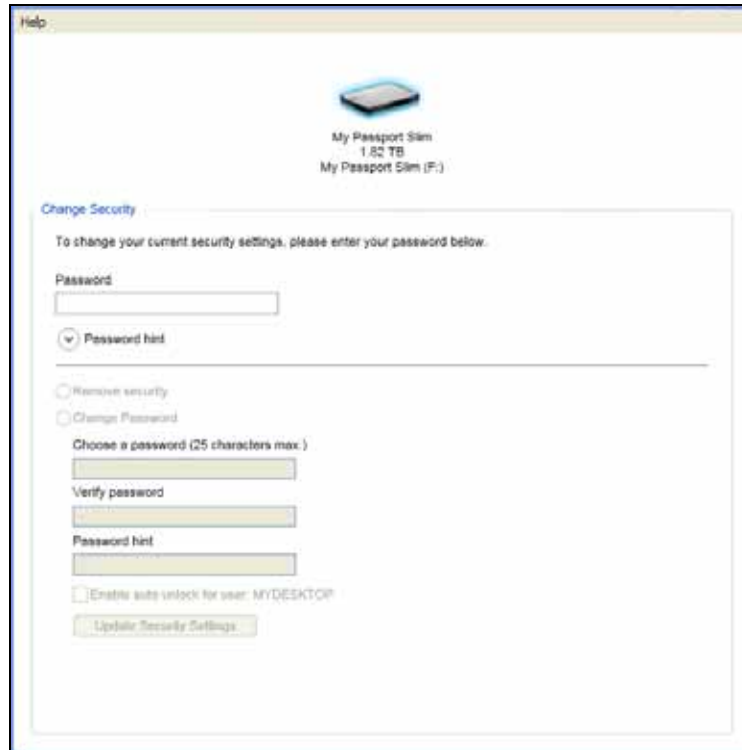 Help
My Passport Slim
1.82 TB
My Passport Slim (F:)
Change Security
To change your current security settings, please enter your password below.
Password
Password hint
Remove security
Change Password
Choose a password (25 characters max.)
Verify password
Password hint
Enable auto unlock for user: MYDESKTOP
Update Security Settings